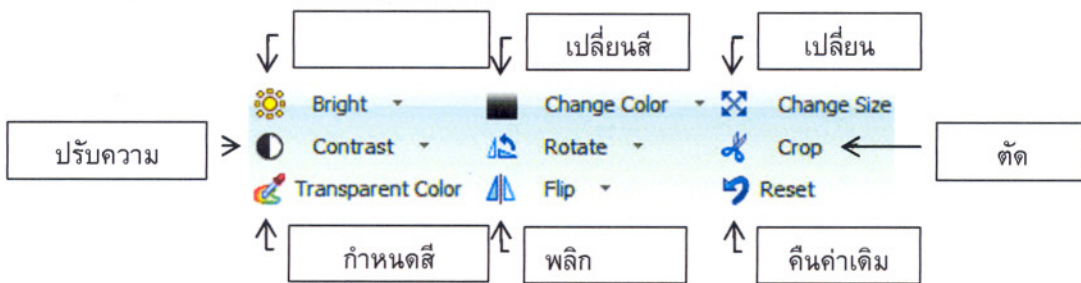 เปลี่ยนสี เปลี่ยน
Bright Change Color Change Size
ปรับความ Contrast Rotate Crop ตัด
Transparent Color Flip Reset
กำหนดสี พลิก คืนค่าเดิม